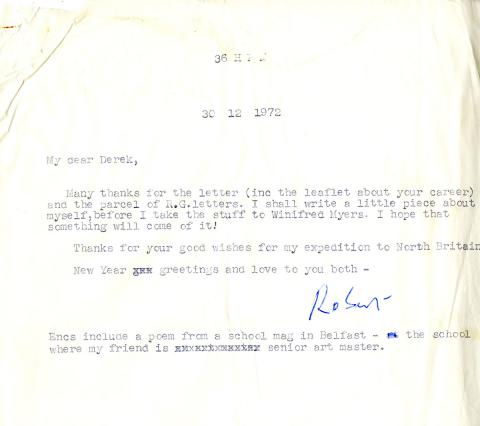 36 H
30 12 1972
My dear Derek,
Many thanks for the letter (inc the leaflet about your career)
and the parcel of R.G.letters. I shall write a little piece about
myself,before I take the stuff to Winifred Myers. I hope that
something will come of it!
Thanks for your good wishes for my expedition to North Britain
New Year xxx greetings and love to you both -
Robert
Encs include a poem from a school mag in Belfast - the school
where my friend is senior art master.